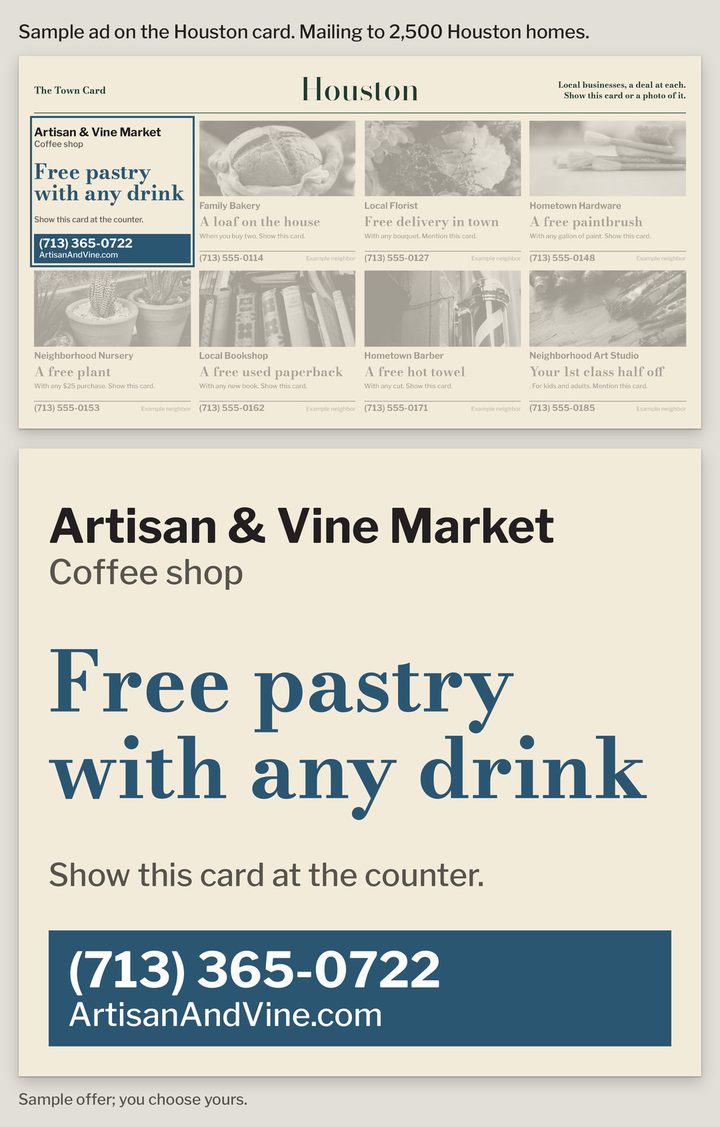 Sample ad on the Houston card. Mailing to 2,500 Houston homes.
The Town Card
Houston
Local businesses, a deal at each.
Show this card or a photo of it.
Artisan & Vine Market
Coffee shop
Free pastry
with any drink
Show this card at the counter.
(713) 365-0722
ArtisanAndVine.com
Family Bakery
A loaf on the house
When you buy two. Show this card.
(713) 555-0114
Example neighbor
Local Florist
Free delivery in town
With any bouquet. Mention this card.
(713) 555-0127
Example neighbor
Hometown Hardware
A free paintbrush
With any gallon of paint. Show this card.
(713) 555-0148
Example neighbor
Neighborhood Nursery
A free plant
With any $25 purchase. Show this card.
(713) 555-0153
Example neighbor
Local Bookshop
A free used paperback
With any new book. Show this card.
(713) 555-0162
Example neighbor
Hometown Barber
A free hot towel
With any cut. Show this card.
(713) 555-0171
Example neighbor
Neighborhood Art Studio
Your 1st class half off
For kids and adults. Mention this card.
(713) 555-0185
Example neighbor
Artisan & Vine Market
Coffee shop
Free pastry
with any drink
Show this card at the counter.
(713) 365-0722
ArtisanAndVine.com
Sample offer; you choose yours.